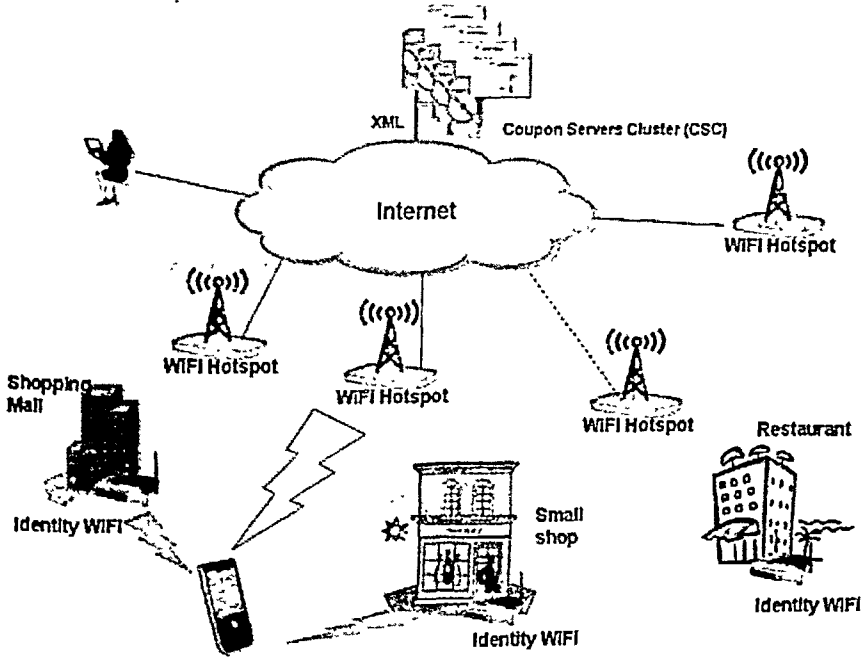 XML
Coupon Servers Cluster (CSC)
Internet
WiFi Hotspot
WiFi Hotspot
WiFi Hotspot
WiFi Hotspot
Shopping
Mall
Restaurant
Identity WIFI
Small
shop
Identity WIFI
Identity WIFI